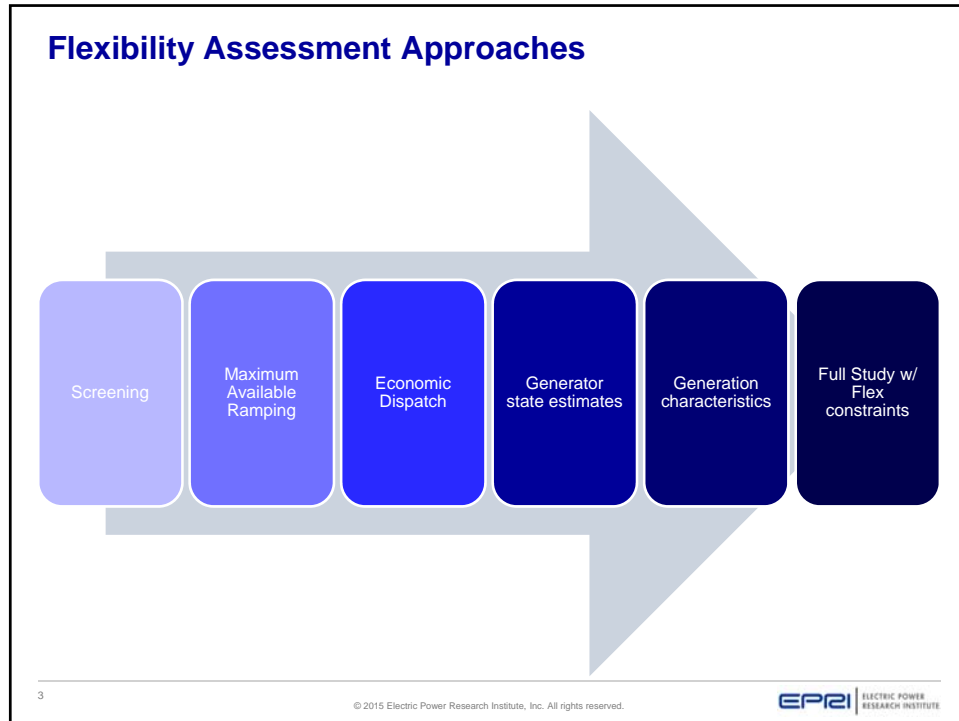 Flexibility Assessment Approaches
Screening
Maximum
Available
Ramping
Economic
Dispatch
Generator
state estimates
Generation
characteristics
Full Study w/
Flex
constraints
3
© 2015 Electric Power Research Institute, Inc. All rights reserved.
EPRI
ELECTRIC POWER
RESEARCH INSTITUTE